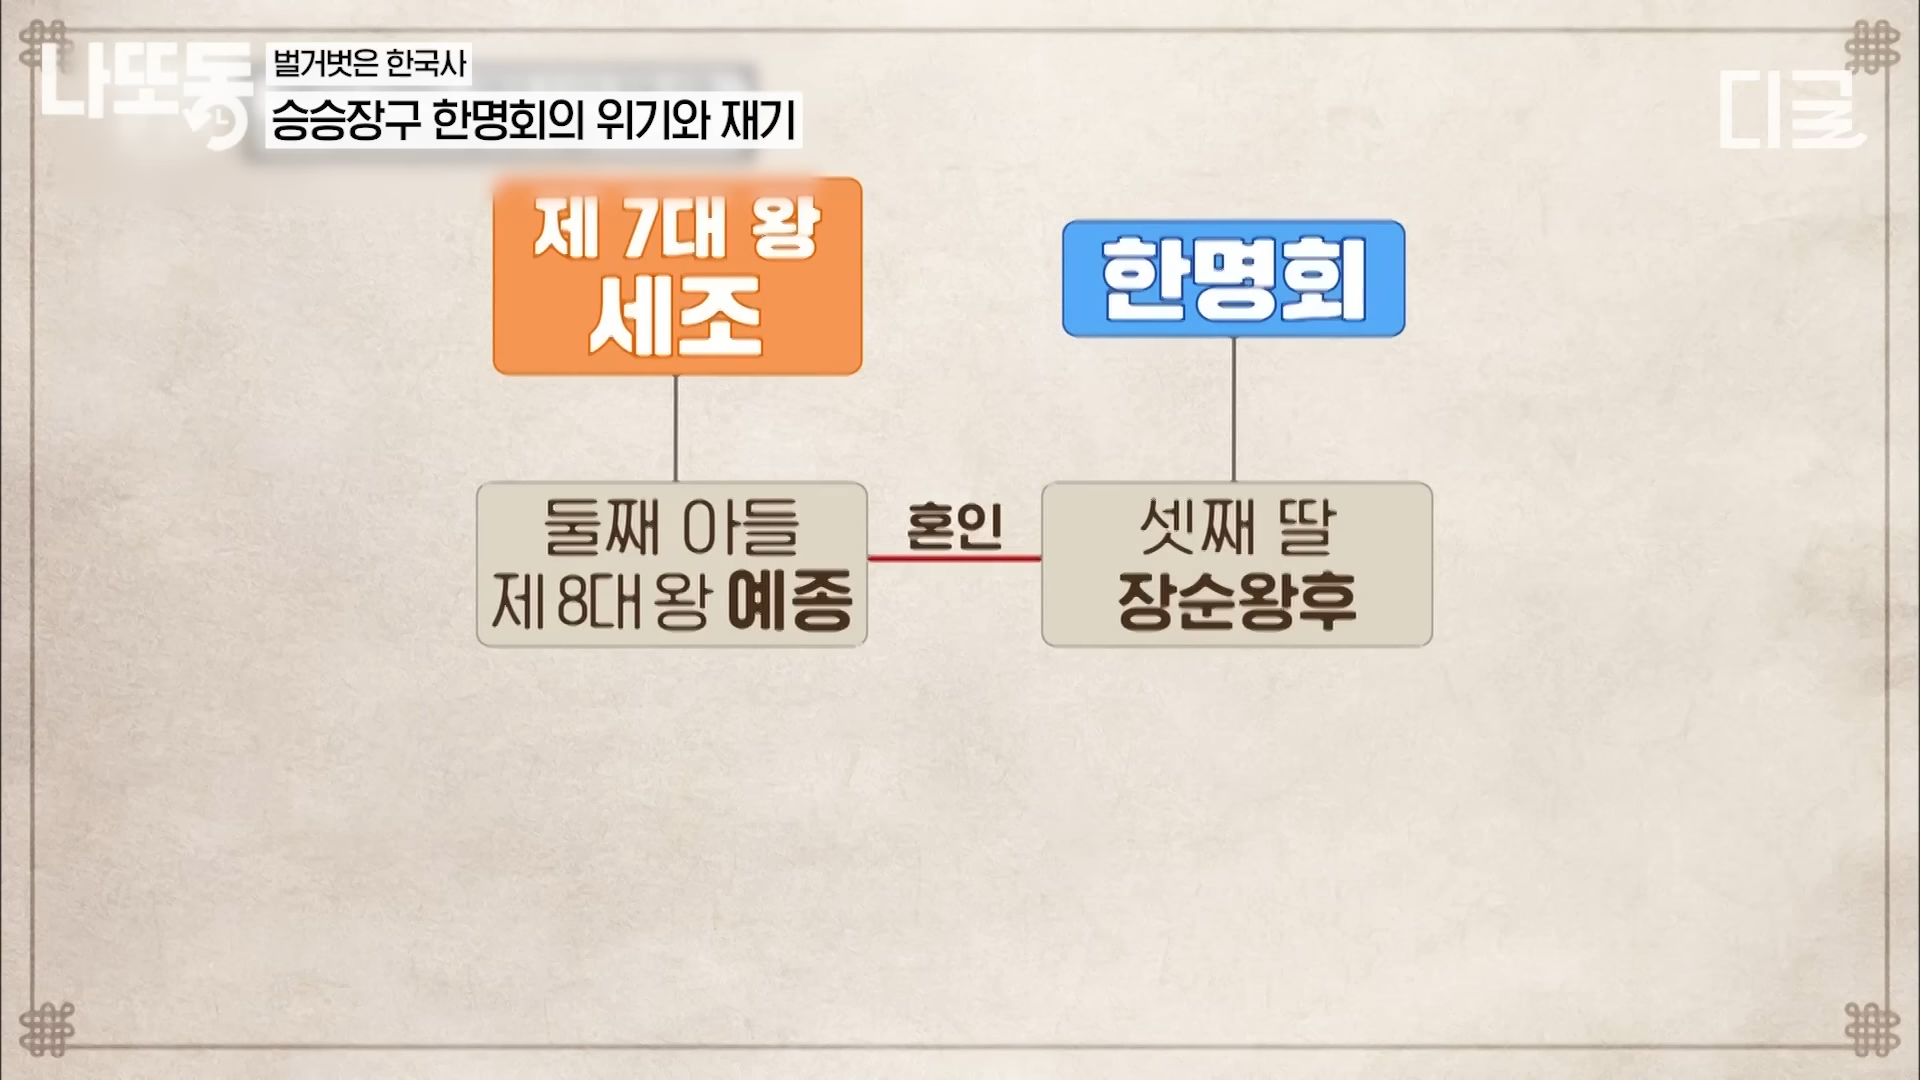 나또동
벌거벗은 한국사
승승장구 한명회의 위기와 재기
디글
제 7대 왕
세조
한명회
둘째 아들
제 8대 왕 예종
혼인
셋째 딸
장순왕후